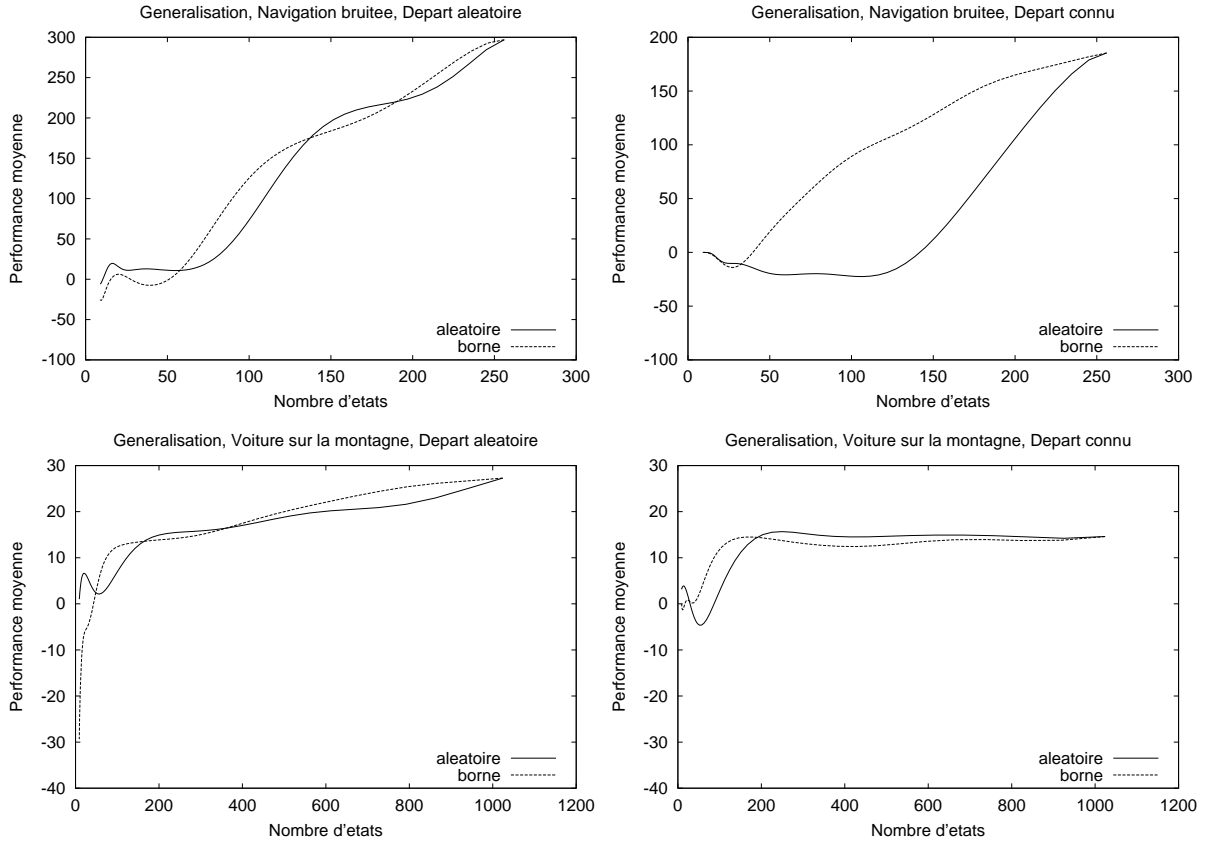 Generalisation, Navigation bruitee, Depart aleatoire
300
250
200
150
100
50
0
-50
-100
0 50 100 150 200 250 300
Performance moyenne
Nombre d'etats
aleatoire
borne
Generalisation, Navigation bruitee, Depart connu
200
150
100
50
0
-50
-100
0 50 100 150 200 250 300
Performance moyenne
Nombre d'etats
aleatoire
borne
Generalisation, Voiture sur la montagne, Depart aleatoire
30
20
10
0
-10
-20
-30
-40
0 200 400 600 800 1000 1200
Performance moyenne
Nombre d'etats
aleatoire
borne
Generalisation, Voiture sur la montagne, Depart connu
30
20
10
0
-10
-20
-30
-40
0 200 400 600 800 1000 1200
Performance moyenne
Nombre d'etats
aleatoire
borne